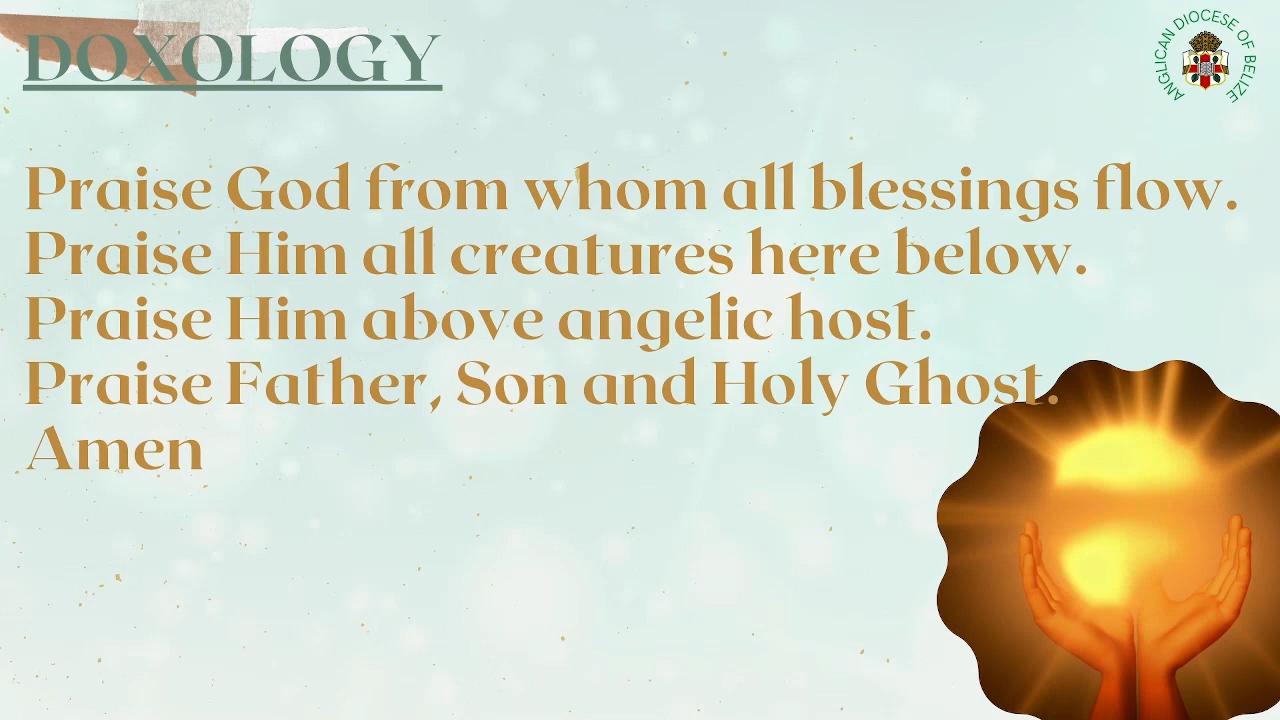 DOXOLOGY
ANGLICAN DIOCESE OF BELIZE
Praise God from whom all blessings flow.
Praise Him all creatures here below.
Praise Him above angelic host.
Praise Father, Son and Holy Ghost.
Amen